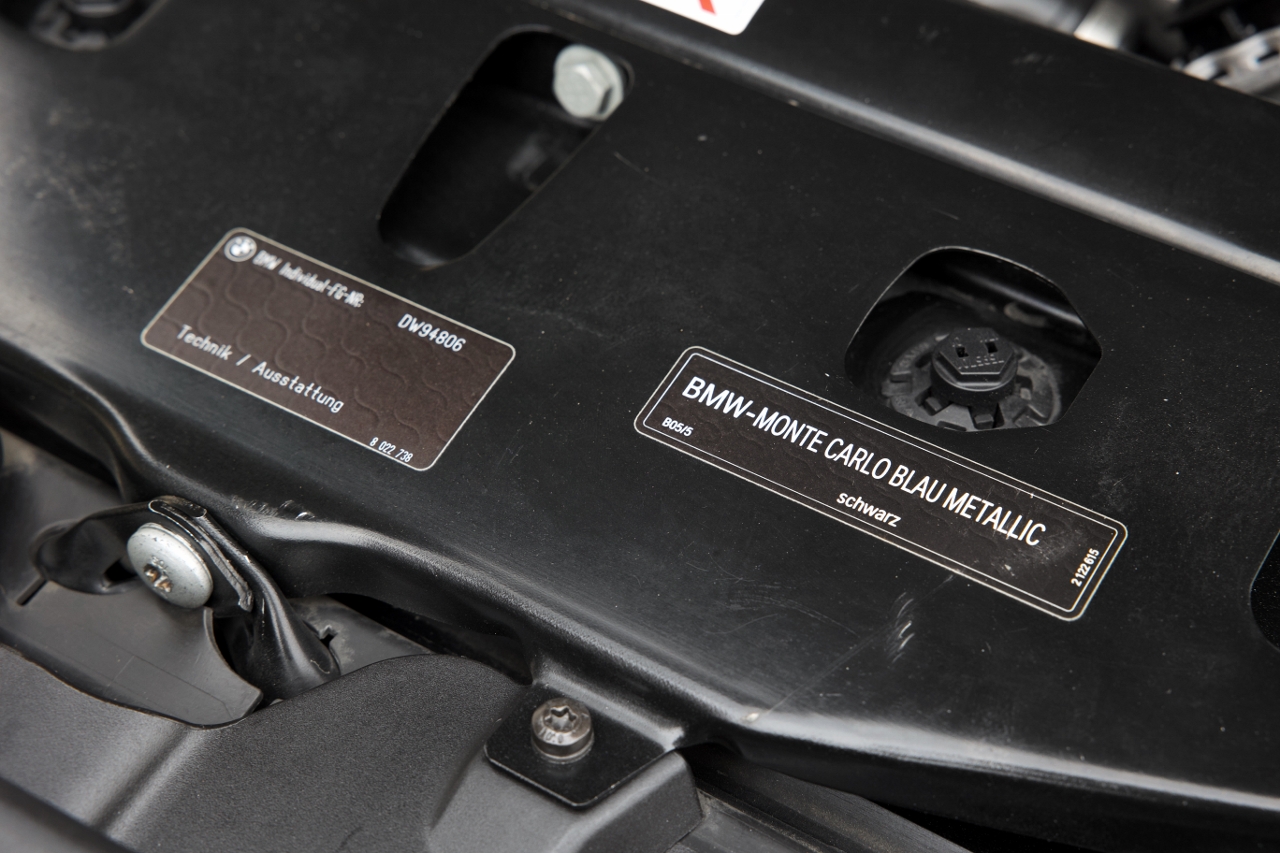 BMW Individual-FG-NR:
DW94806
Technik / Ausstattung
8 022 738
BMW-MONTE CARLO BLAU METALLIC
B05/5
schwarz
2 122 615